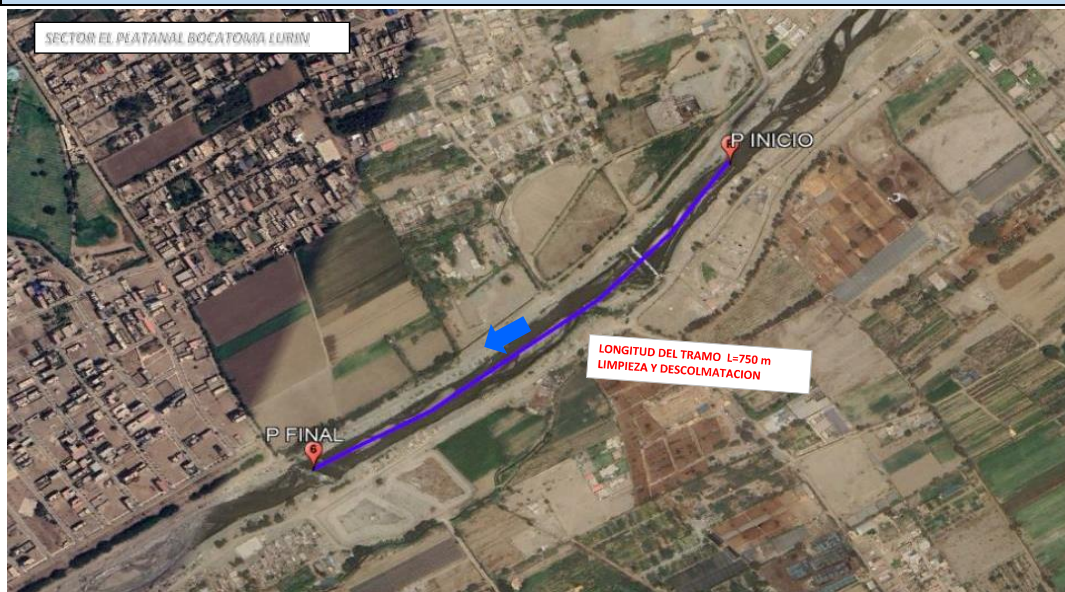 SECTOR EL PLATANAL BOCATOMA LURIN
P INICIO
LONGITUD DEL TRAMO L=750 m
LIMPIEZA Y DESCOLMATACION
P FINAL
6